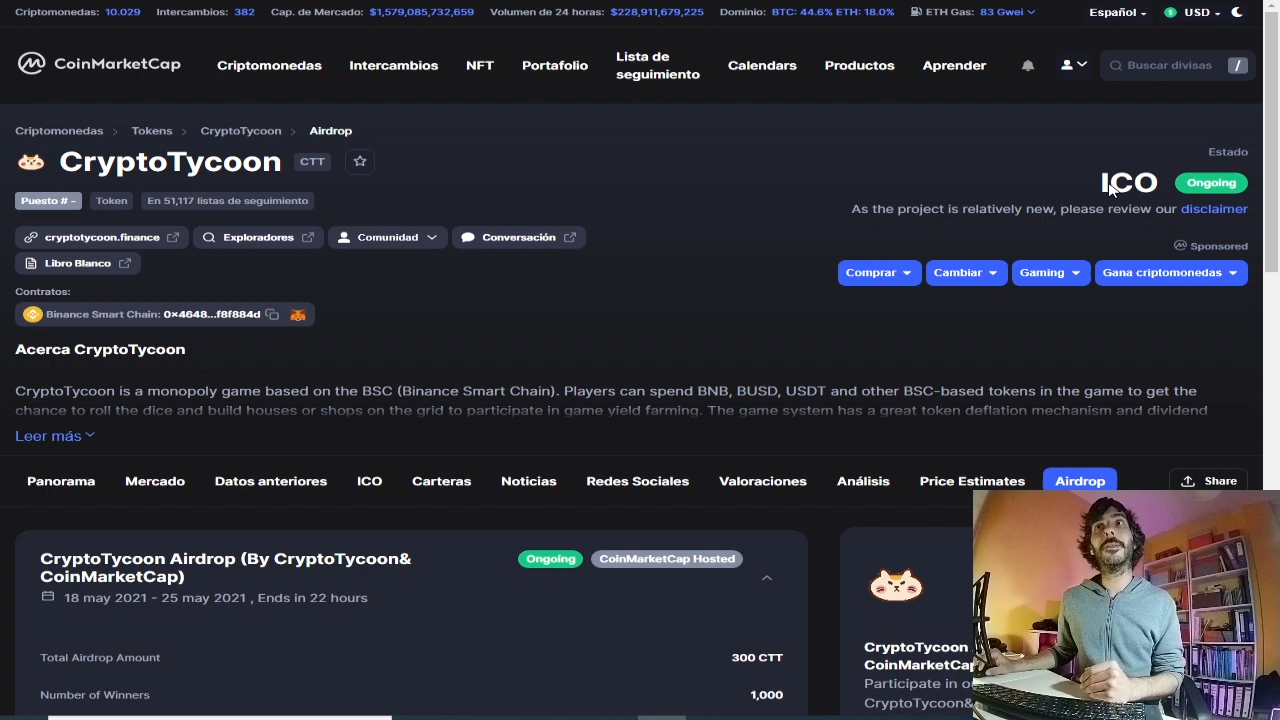 Criptomonedas: 10.029 Intercambios: 382 Cap. de Mercado: $1,579,085,732,659 Volumen de 24 horas: $228,911,679,225 Dominio: BTC: 44.6% ETH: 18.0% ETH Gas: 83 Gwei Español USD
CoinMarketCap Criptomonedas Intercambios NFT Portafolio Lista de seguimiento Calendars Productos Aprender Buscar divisas /
Criptomonedas > Tokens > CryptoTycoon > Airdrop
CryptoTycoon CTT
Puesto # - Token En 51,117 listas de seguimiento
cryptotycoon.finance Exploradores Comunidad Conversación
Libro Blanco
Contratos:
Binance Smart Chain: 0x4648...f8f884d
Estado
ICO Ongoing
As the project is relatively new, please review our disclaimer
Sponsored
Comprar Cambiar Gaming Gana criptomonedas
Acerca CryptoTycoon
CryptoTycoon is a monopoly game based on the BSC (Binance Smart Chain). Players can spend BNB, BUSD, USDT and other BSC-based tokens in the game to get the
chance to roll the dice and build houses or shops on the grid to participate in game yield farming. The game system has a great token deflation mechanism and dividend
Leer más
Panorama Mercado Datos anteriores ICO Carteras Noticias Redes Sociales Valoraciones Análisis Price Estimates Airdrop Share
CryptoTycoon Airdrop (By CryptoTycoon&
CoinMarketCap)
Ongoing CoinMarketCap Hosted
18 may 2021 - 25 may 2021 , Ends in 22 hours
Total Airdrop Amount 300 CTT
Number of Winners 1,000
CryptoTycoon
CoinMarketCap
Participate in
CryptoTycoon&